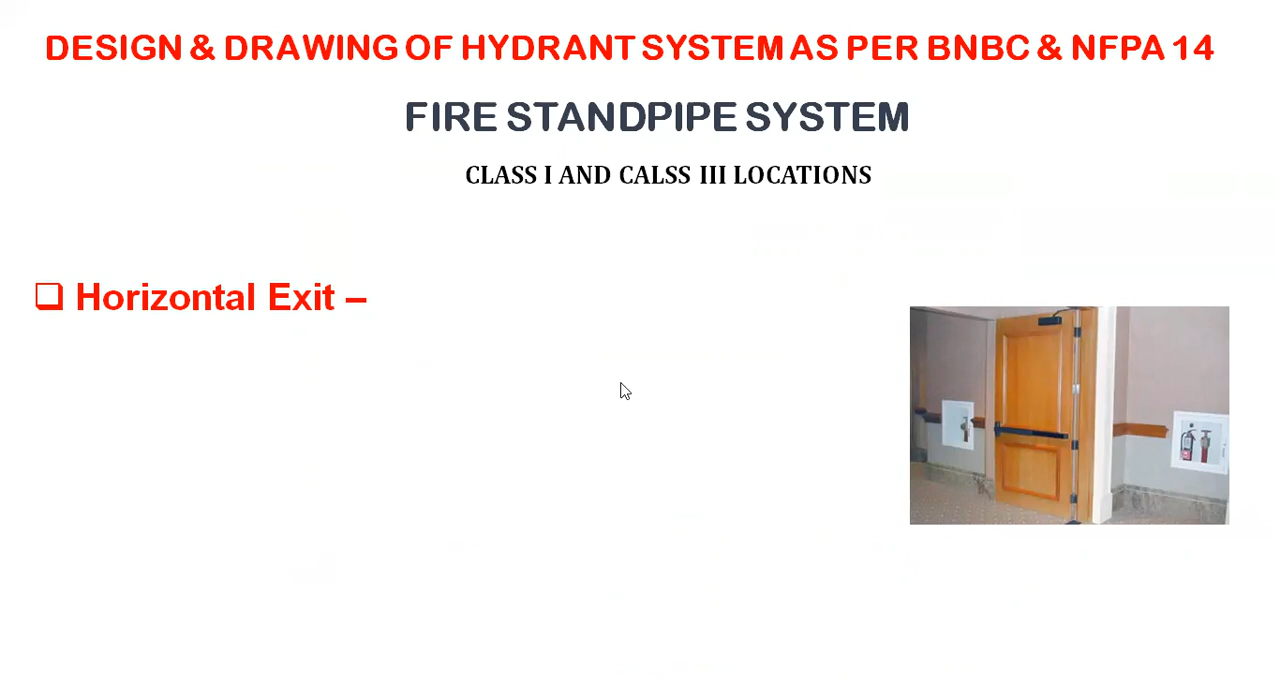 DESIGN & DRAWING OF HYDRANT SYSTEM AS PER BNBC & NFPA 14
FIRE STANDPIPE SYSTEM
CLASS I AND CALSS III LOCATIONS
❑ Horizontal Exit –